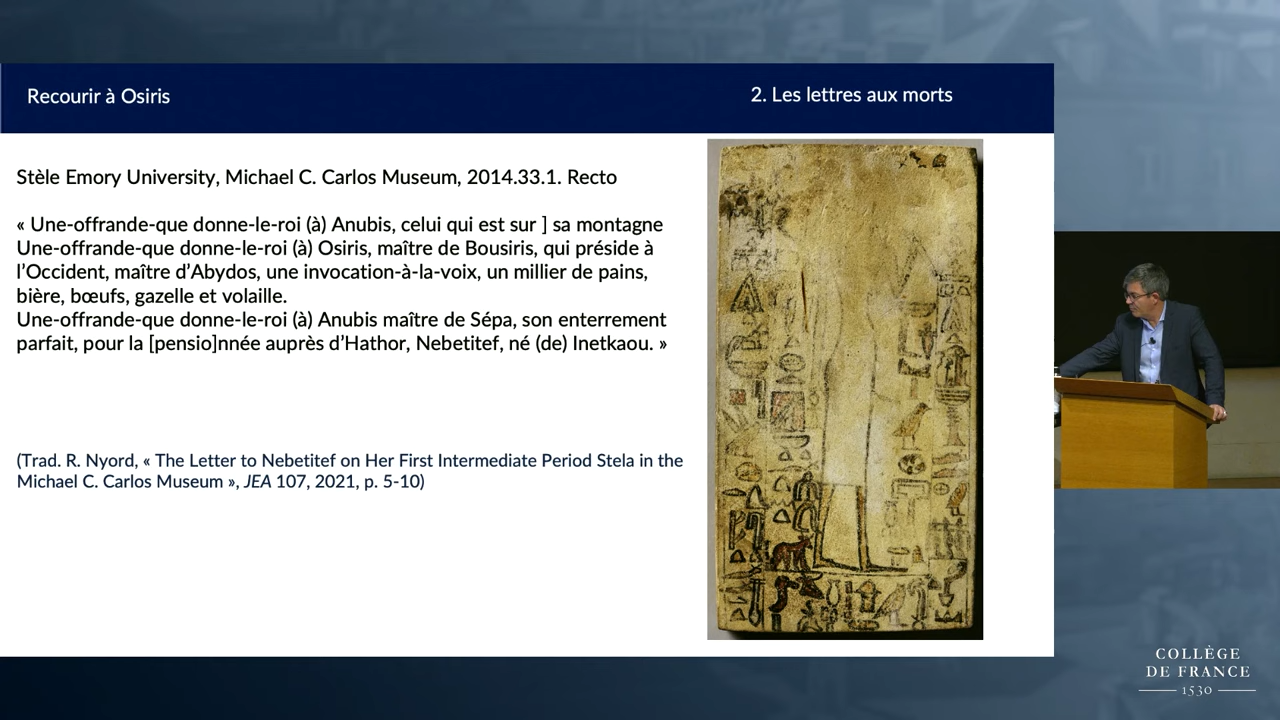 Recourir à Osiris
2. Les lettres aux morts
Stèle Emory University, Michael C. Carlos Museum, 2014.33.1. Recto
« Une-offrande-que donne-le-roi (à) Anubis, celui qui est sur ] sa montagne
Une-offrande-que donne-le-roi (à) Osiris, maître de Bousiris, qui préside à
l’Occident, maître d’Abydos, une invocation-à-la-voix, un millier de pains,
bière, bœufs, gazelle et volaille.
Une-offrande-que donne-le-roi (à) Anubis maître de Sépa, son enterrement
parfait, pour la [pensio]nnée auprès d’Hathor, Nebetitef, né (de) Inetkaou. »
(Trad. R. Nyord, « The Letter to Nebetitef on Her First Intermediate Period Stela in the
Michael C. Carlos Museum », JEA 107, 2021, p. 5-10)
COLLÈGE
DE FRANCE
1530